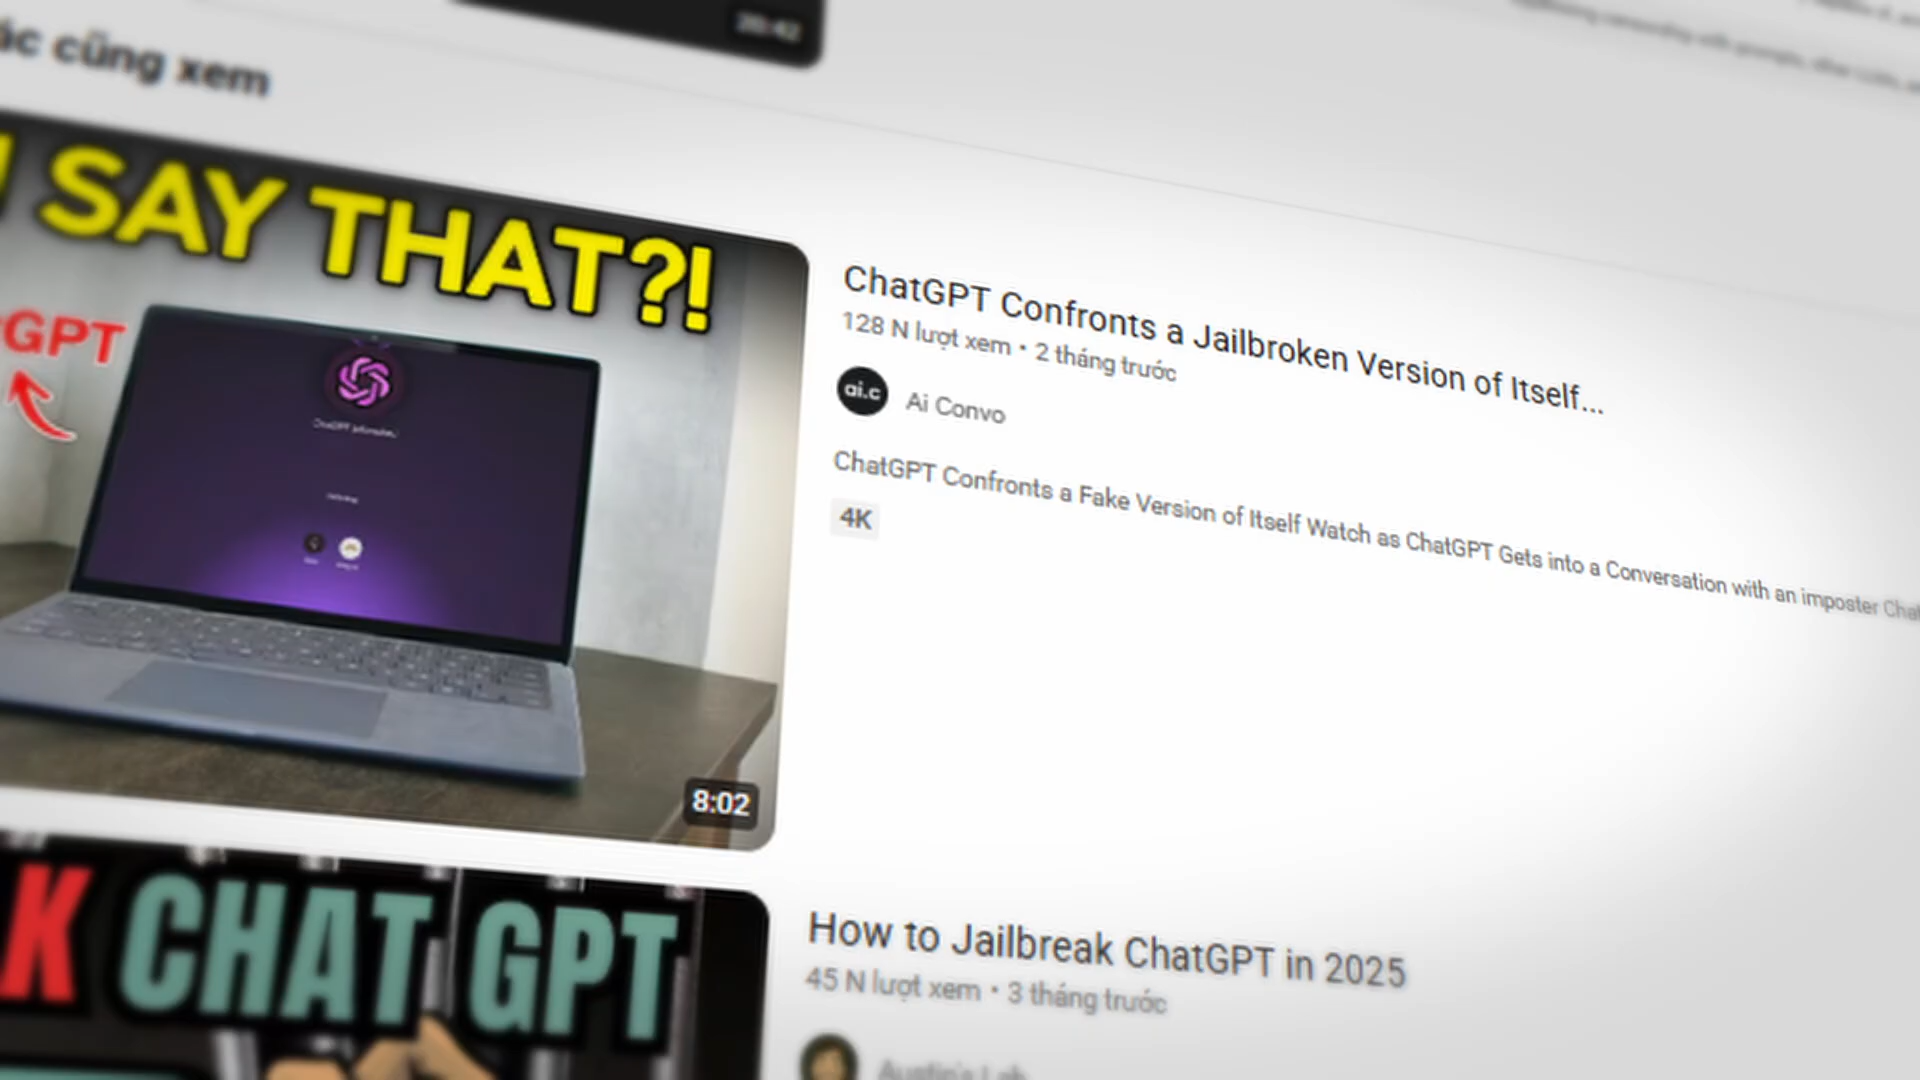 20:42
ác cũng xem
SAY THAT?!
GPT
ChatGPT Confronts a Jailbroken Version of Itself...
128 N lượt xem • 2 tháng trước
ai.c
Ai Convo
ChatGPT Confronts a Fake Version of Itself Watch as ChatGPT Gets into a Conversation with an imposter Chat
4K
8:02
K CHAT GPT
How to Jailbreak ChatGPT in 2025
45 N lượt xem • 3 tháng trước
Austin's Lab